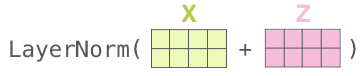 X Z
LayerNorm( + )